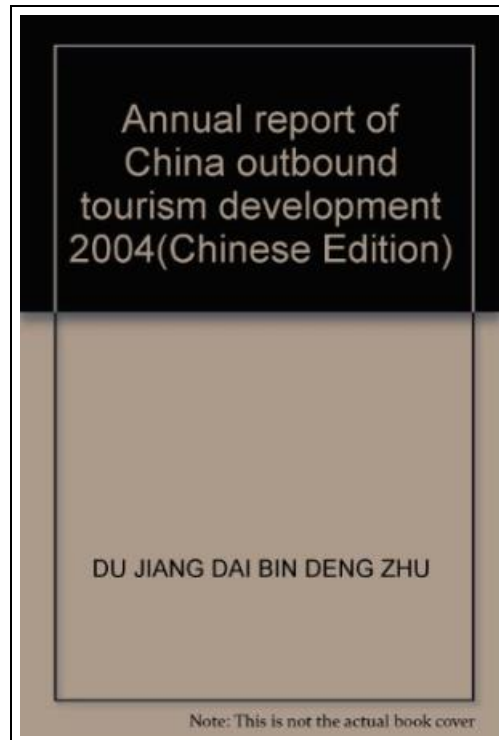 Annual report of
China outbound
tourism development
2004(Chinese Edition)
DU JIANG DAI BIN DENG ZHU
Note: This is not the actual book cover